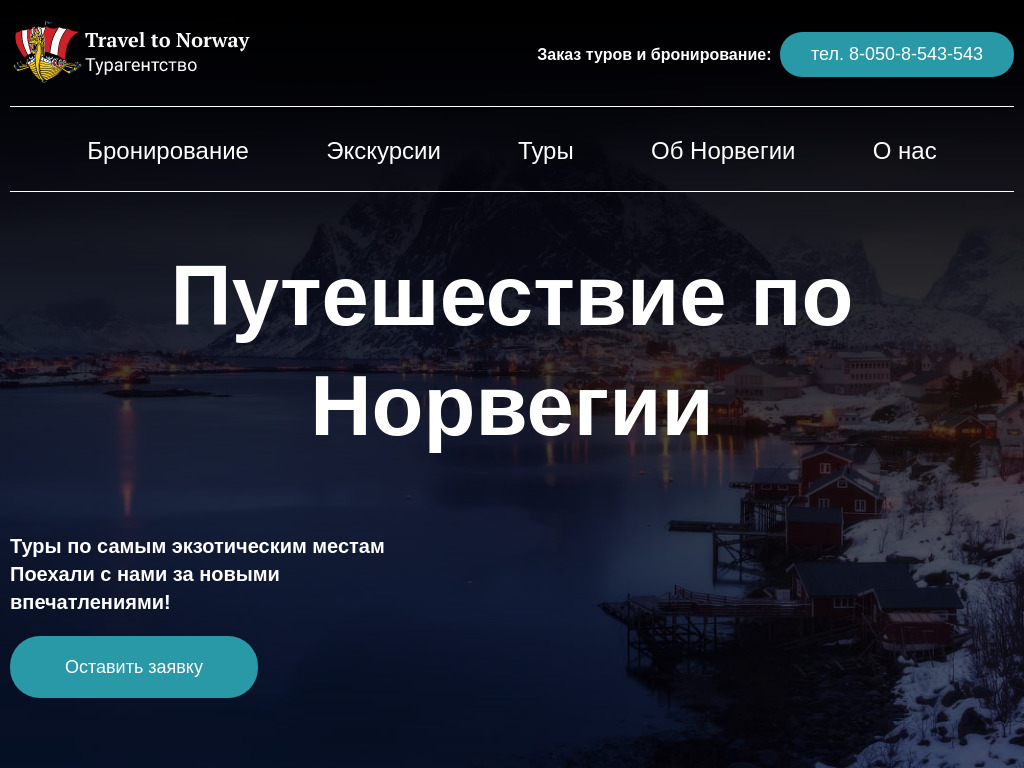 Travel to Norway
Турагентство
Заказ туров и бронирование:
тел. 8-050-8-543-543
Бронирование
Экскурсии
Туры
Об Норвегии
О нас
Путешествие по
Норвегии
Туры по самым экзотическим местам
Поехали с нами за новыми
впечатлениями!
Оставить заявку